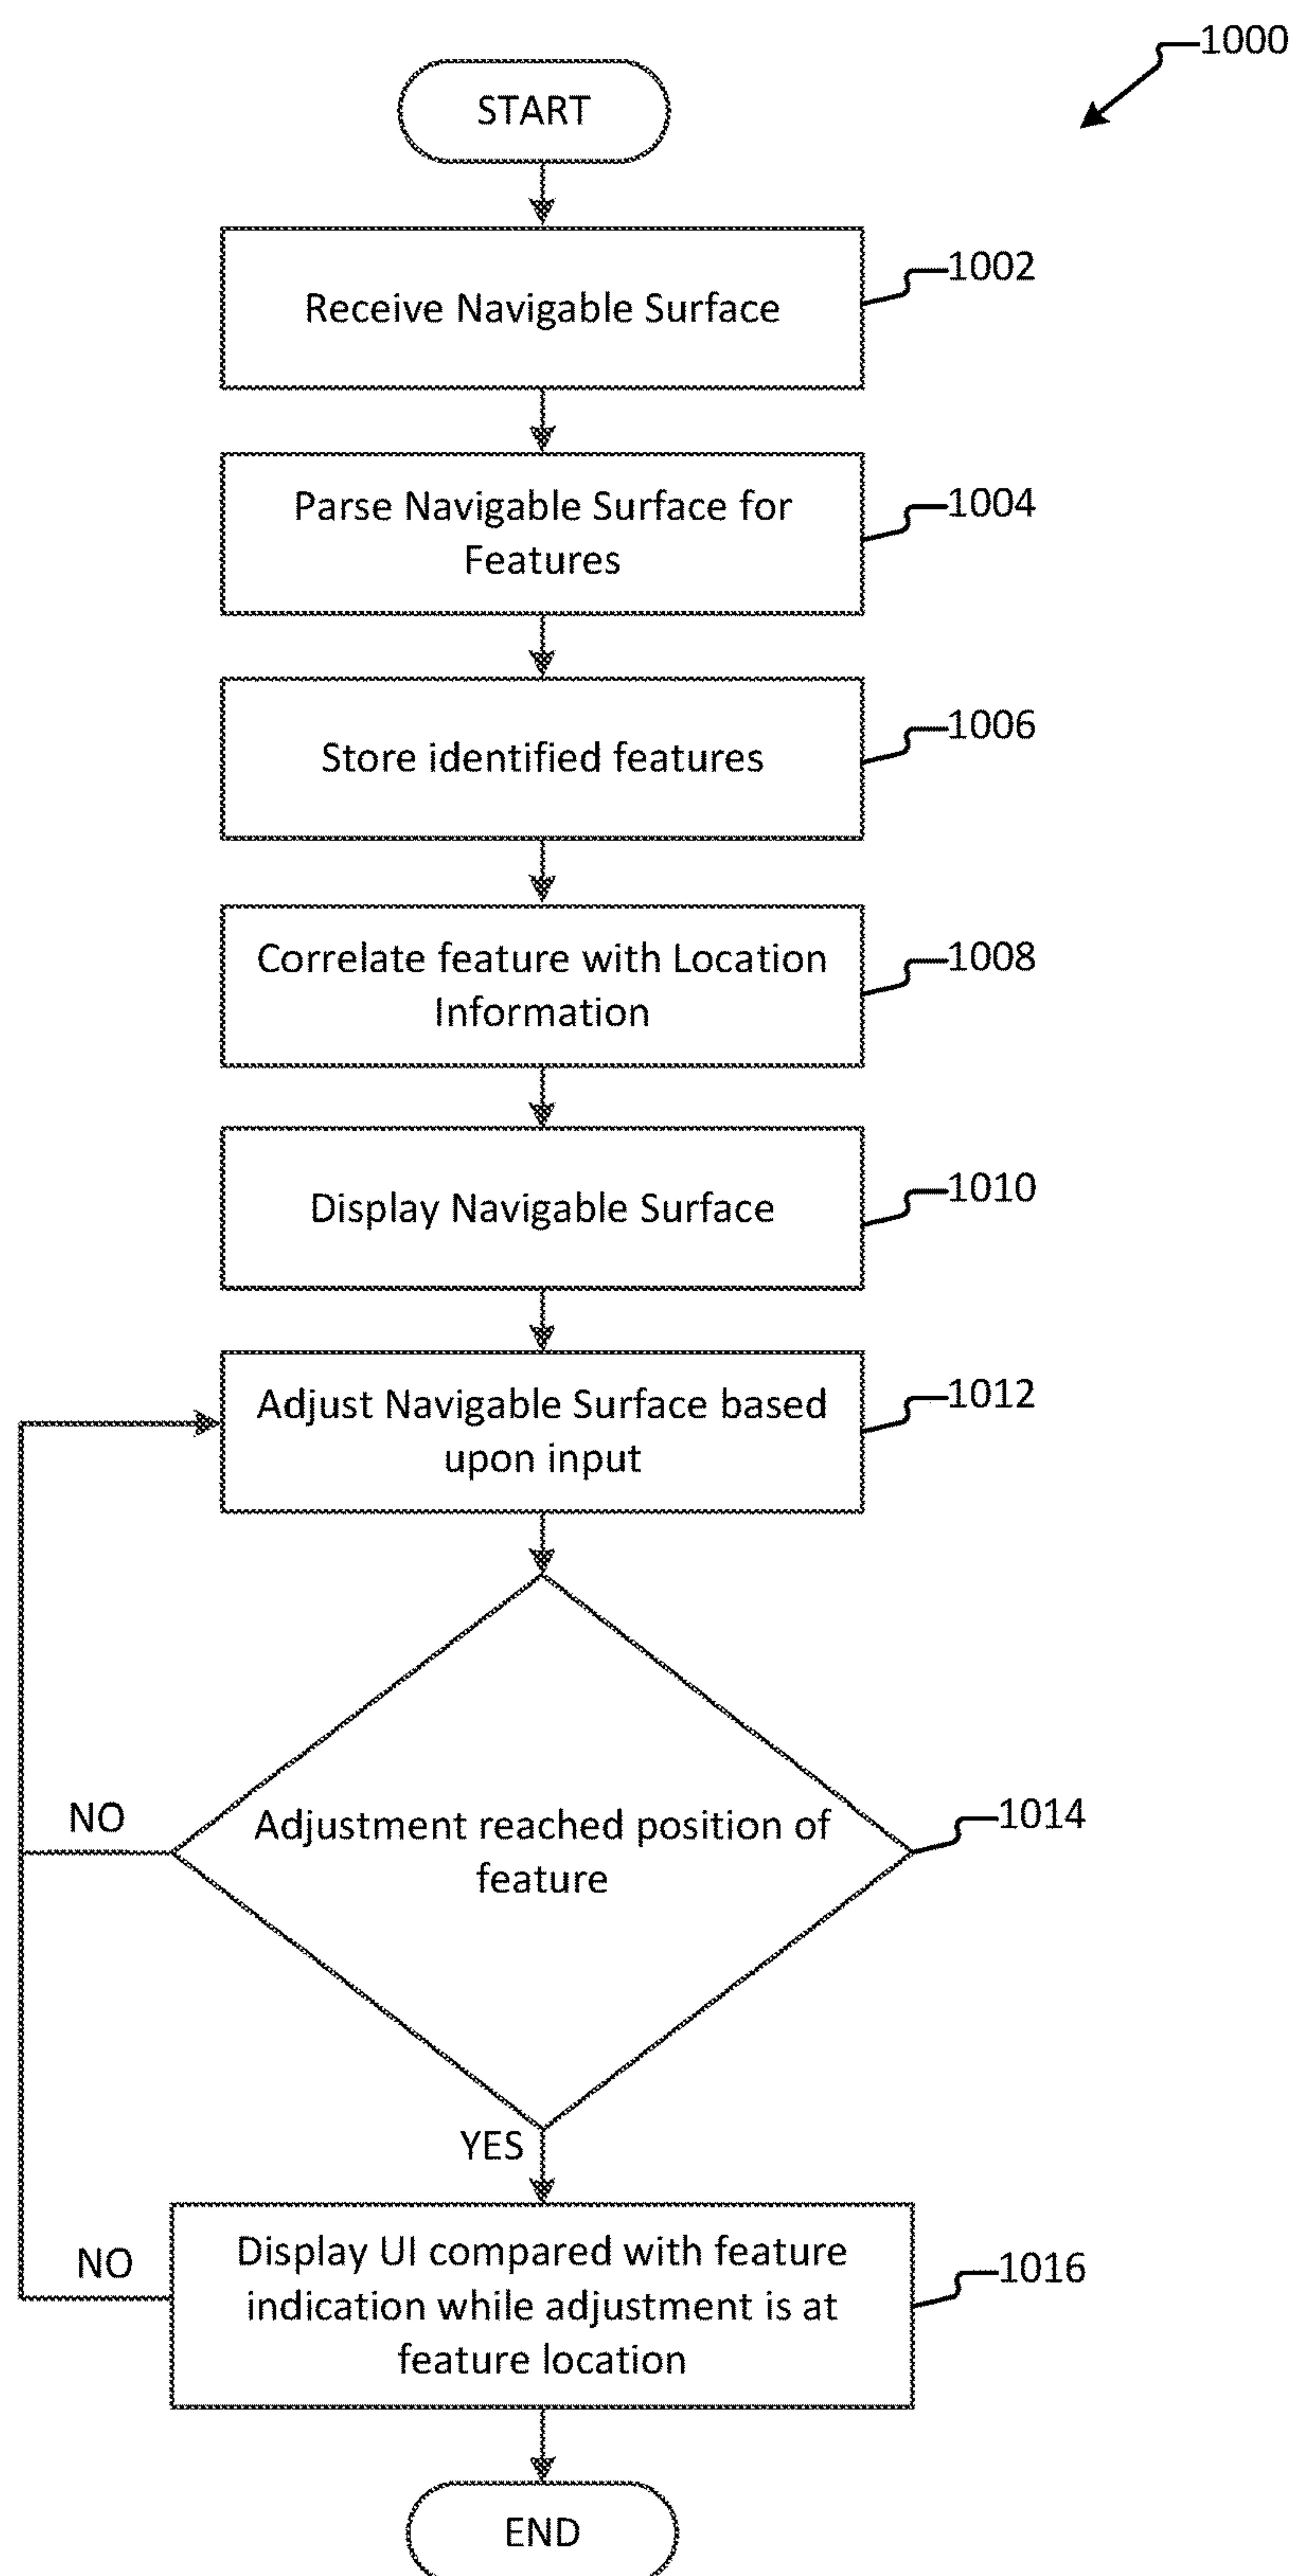 1000
START
Receive Navigable Surface
1002
Parse Navigable Surface for
Features
1004
Store identified features
1006
Correlate feature with Location
Information
1008
Display Navigable Surface
1010
Adjust Navigable Surface based
upon input
1012
Adjustment reached position of
feature
1014
NO
YES
Display UI compared with feature
indication while adjustment is at
feature location
1016
NO
END